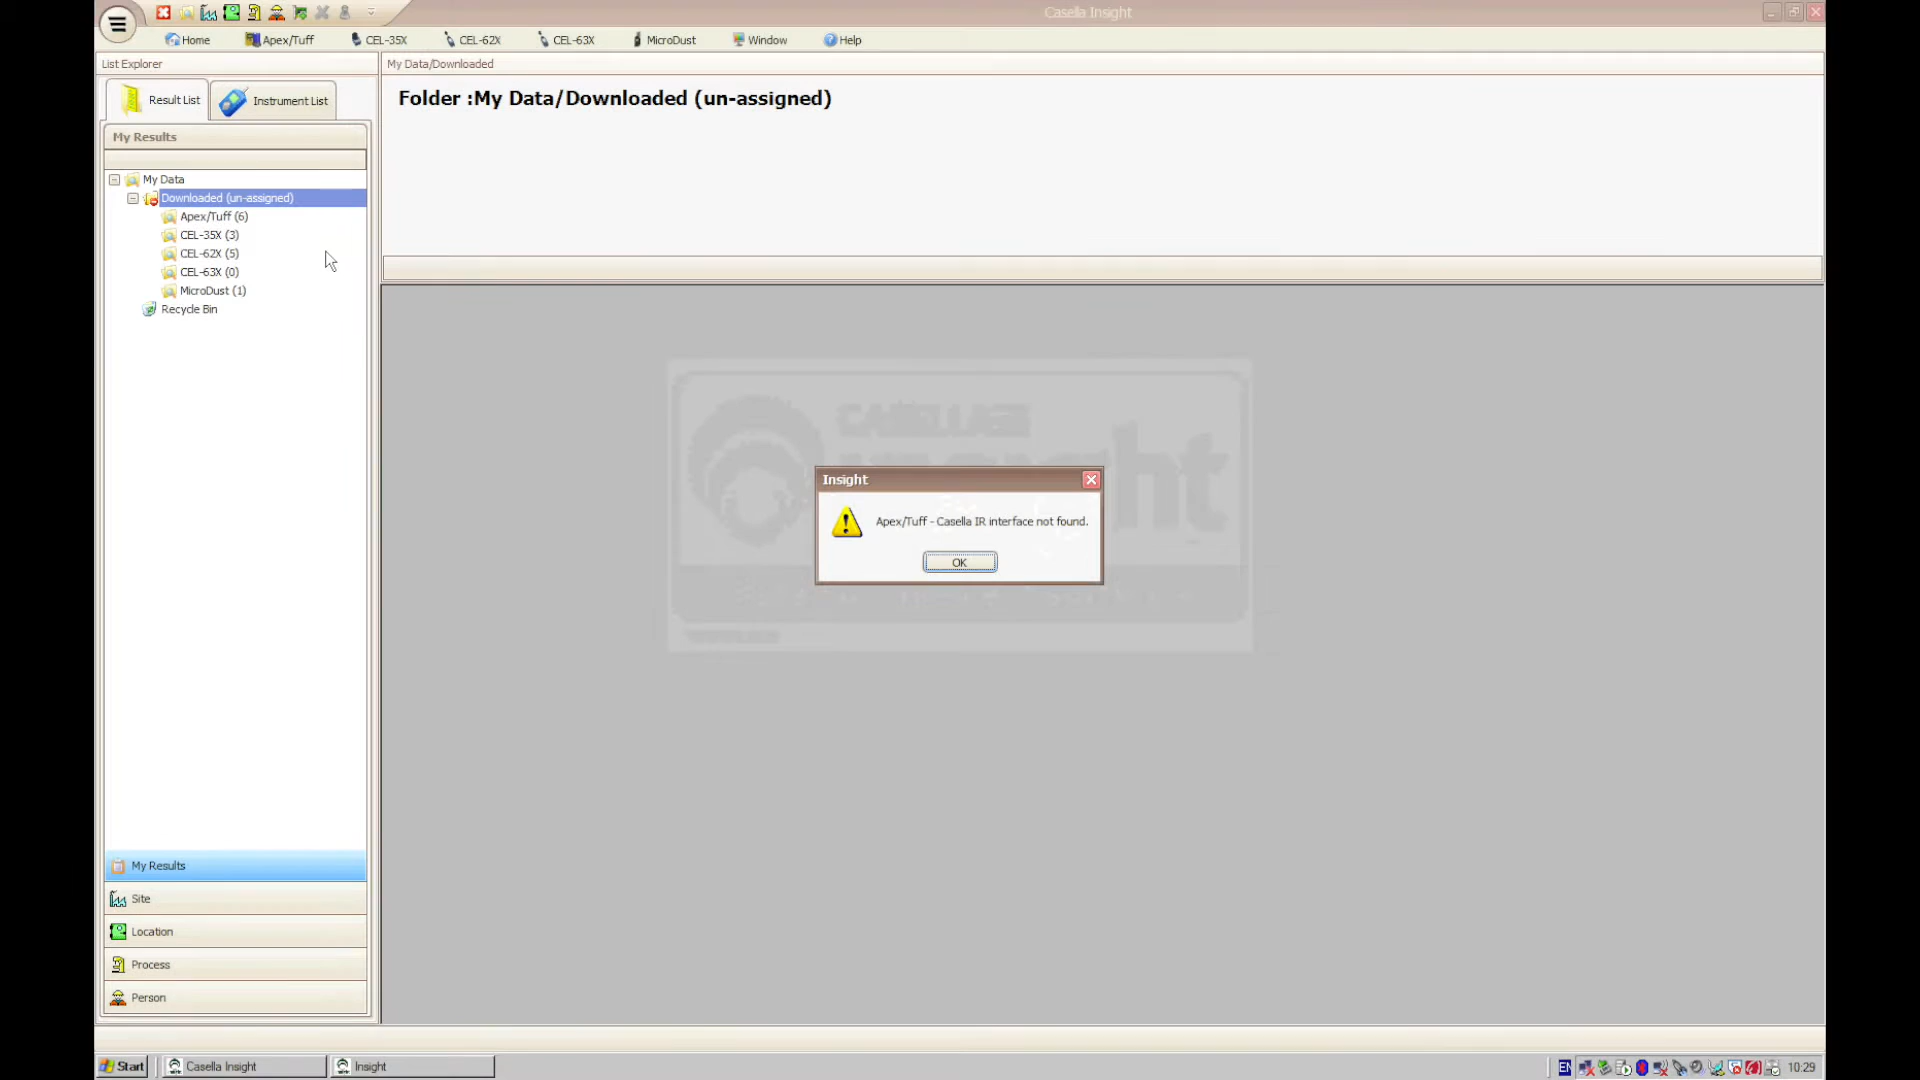 Casella Insight
Home
Apex/Tuff
CEL-35X
CEL-62X
CEL-63X
MicroDust
Window
Help
List Explorer
My Data/Downloaded
Result List
Instrument List
Folder :My Data/Downloaded (un-assigned)
My Results
My Data
Downloaded (un-assigned)
Apex/Tuff (6)
CEL-35X (3)
CEL-62X (5)
CEL-63X (0)
MicroDust (1)
Recycle Bin
Insight
Apex/Tuff - Casella IR interface not found.
OK
My Results
Site
Location
Process
Person
Start
Casella Insight
Insight
EN
10:29